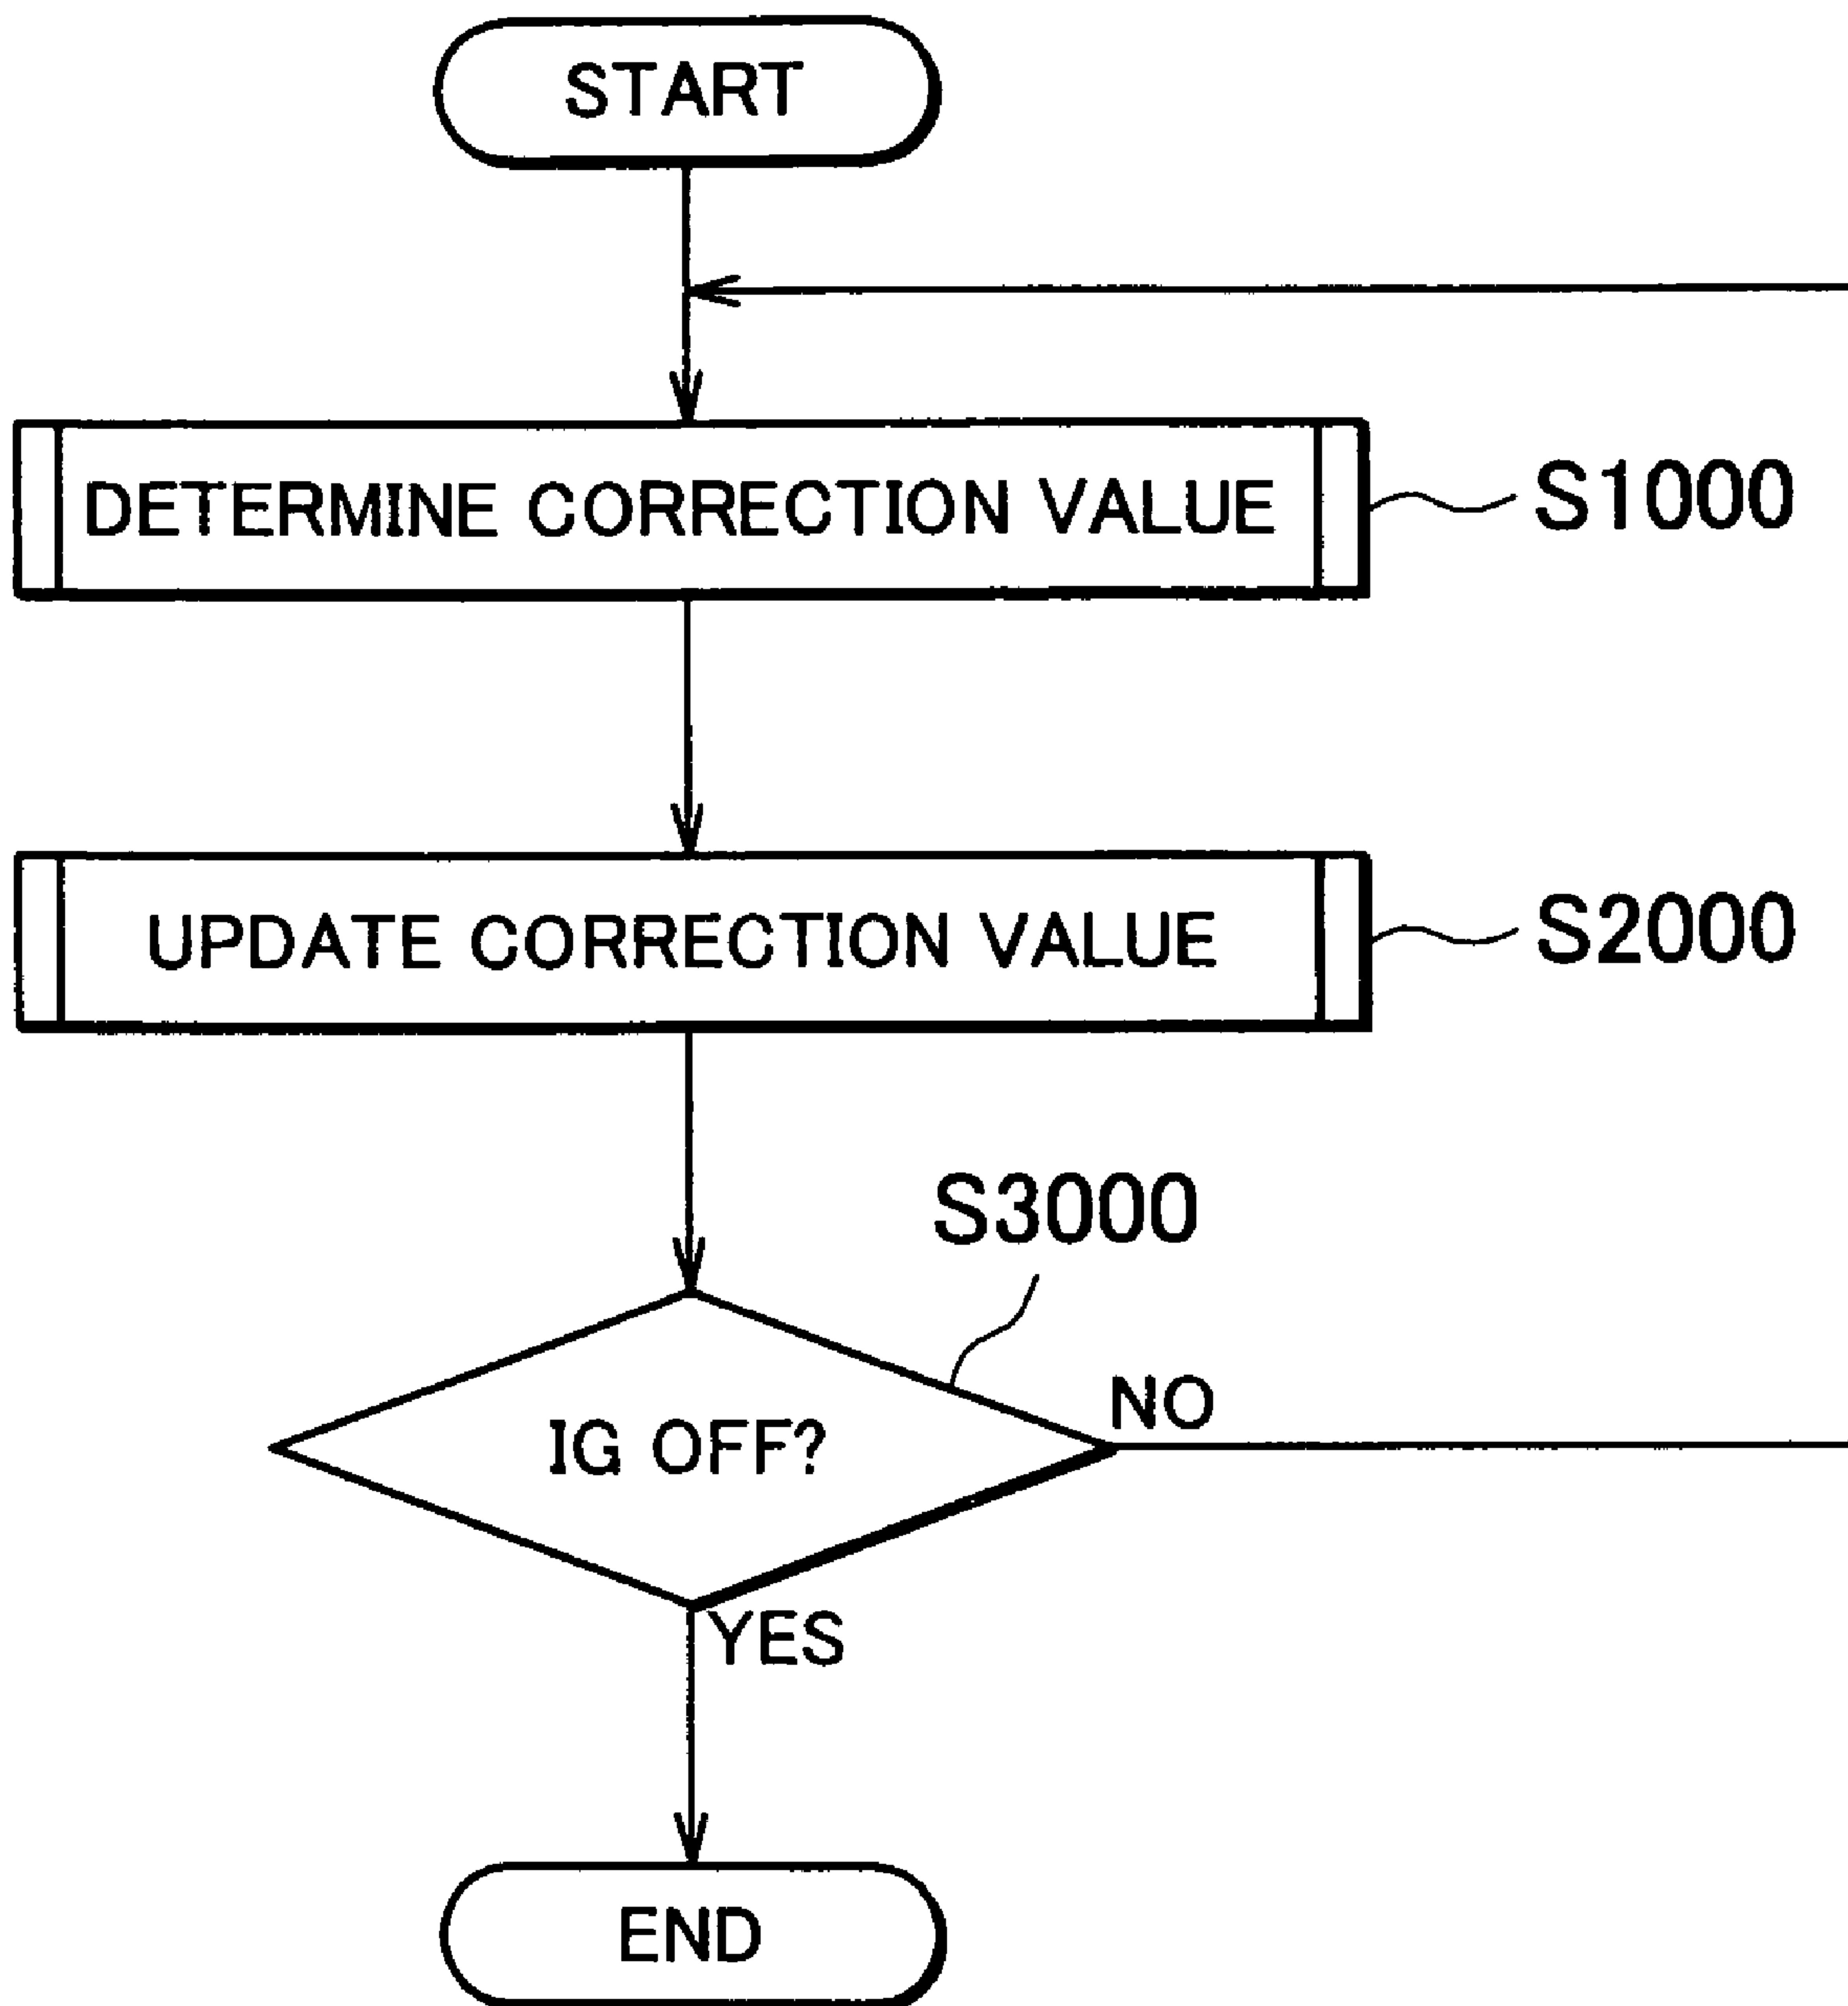 START
DETERMINE CORRECTION VALUE
S1000
UPDATE CORRECTION VALUE
S2000
S3000
IG OFF?
NO
YES
END